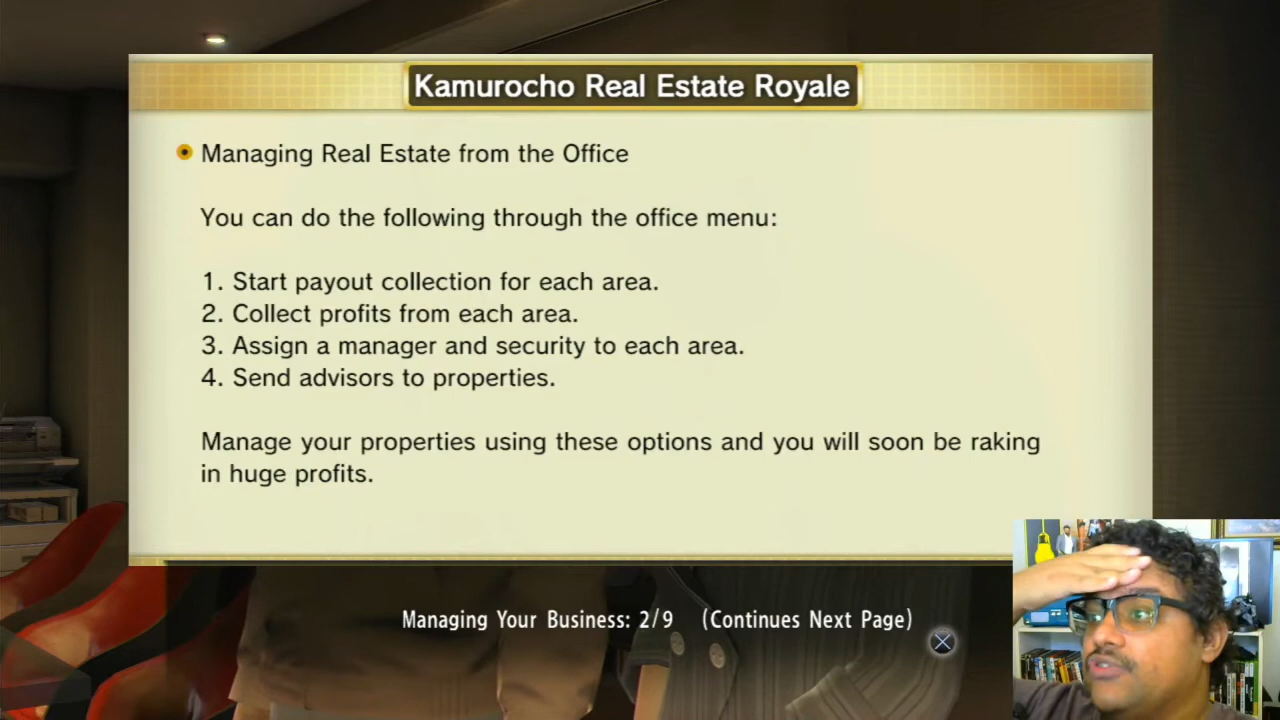 Kamurocho Real Estate Royale
Managing Real Estate from the Office
You can do the following through the office menu:
1. Start payout collection for each area.
2. Collect profits from each area.
3. Assign a manager and security to each area.
4. Send advisors to properties.
Manage your properties using these options and you will soon be raking
in huge profits.
Managing Your Business: 2/9 (Continues Next Page)